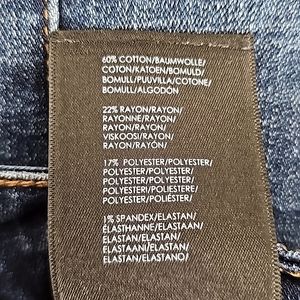 60% COTTON/BAUMWOLLE/
COTON/KATOEN/BOMULD/
BOMULL/PUUVILLA/COTONE/
BOMULL/ALGODÓN
22% RAYON/RAYON/
RAYONNE/RAYON/RAYON/
RAYON/RAYON/
VISKOOSI/RAYON/RAYON/
RAYON/RAYÓN/
17% POLYESTER/POLYESTER/
POLYESTER/POLYESTER/
POLYESTER/POLYESTER/
POLYESTERI/POLIESTERE/
POLYESTER/POLIÉSTER/
1% SPANDEX/ELASTAN/
ÉLASTHANNE/ELASTAAN/
ELASTAN/ELASTAN/
ELASTAANI/ELASTAN/
ELASTAN/ELASTANO/